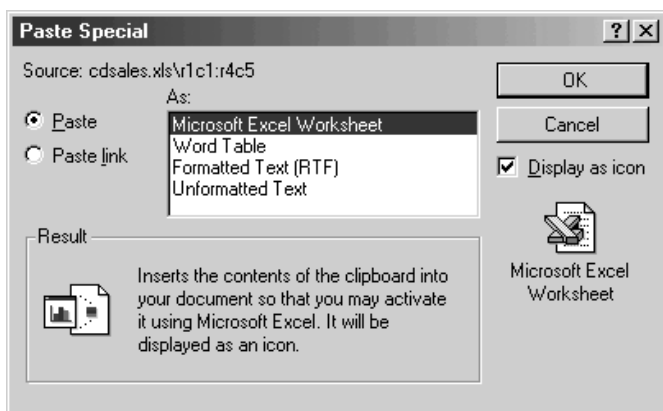 Paste Special
Source: cdsales.xls\r1c1:r4c5
As:
Paste
Paste link
Microsoft Excel Worksheet
Word Table
Formatted Text (RTF)
Unformatted Text
OK
Cancel
Display as icon
Microsoft Excel
Worksheet
Result
Inserts the contents of the clipboard into
your document so that you may activate
it using Microsoft Excel. It will be
displayed as an icon.